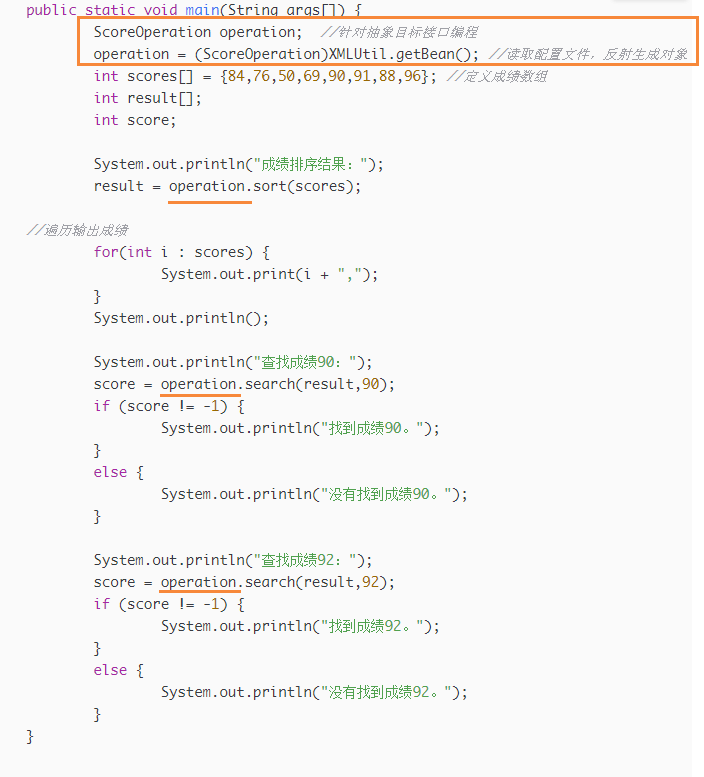 public static void main(String args[]) {
ScoreOperation operation;  //针对抽象目标接口编程
operation = (ScoreOperation)XMLUtil.getBean(); //读取配置文件，反射生成对象
int scores[] = {84,76,50,69,90,91,88,96}; //定义成绩数组
int result[];
int score;
System.out.println("成绩排序结果：");
result = operation.sort(scores);
//遍历输出成绩
for(int i : scores) {
System.out.print(i + ",");
}
System.out.println();
System.out.println("查找成绩90：");
score = operation.search(result,90);
if (score != -1) {
System.out.println("找到成绩90。");
}
else {
System.out.println("没有找到成绩90。");
}
System.out.println("查找成绩92：");
score = operation.search(result,92);
if (score != -1) {
System.out.println("找到成绩92。");
}
else {
System.out.println("没有找到成绩92。");
}
}